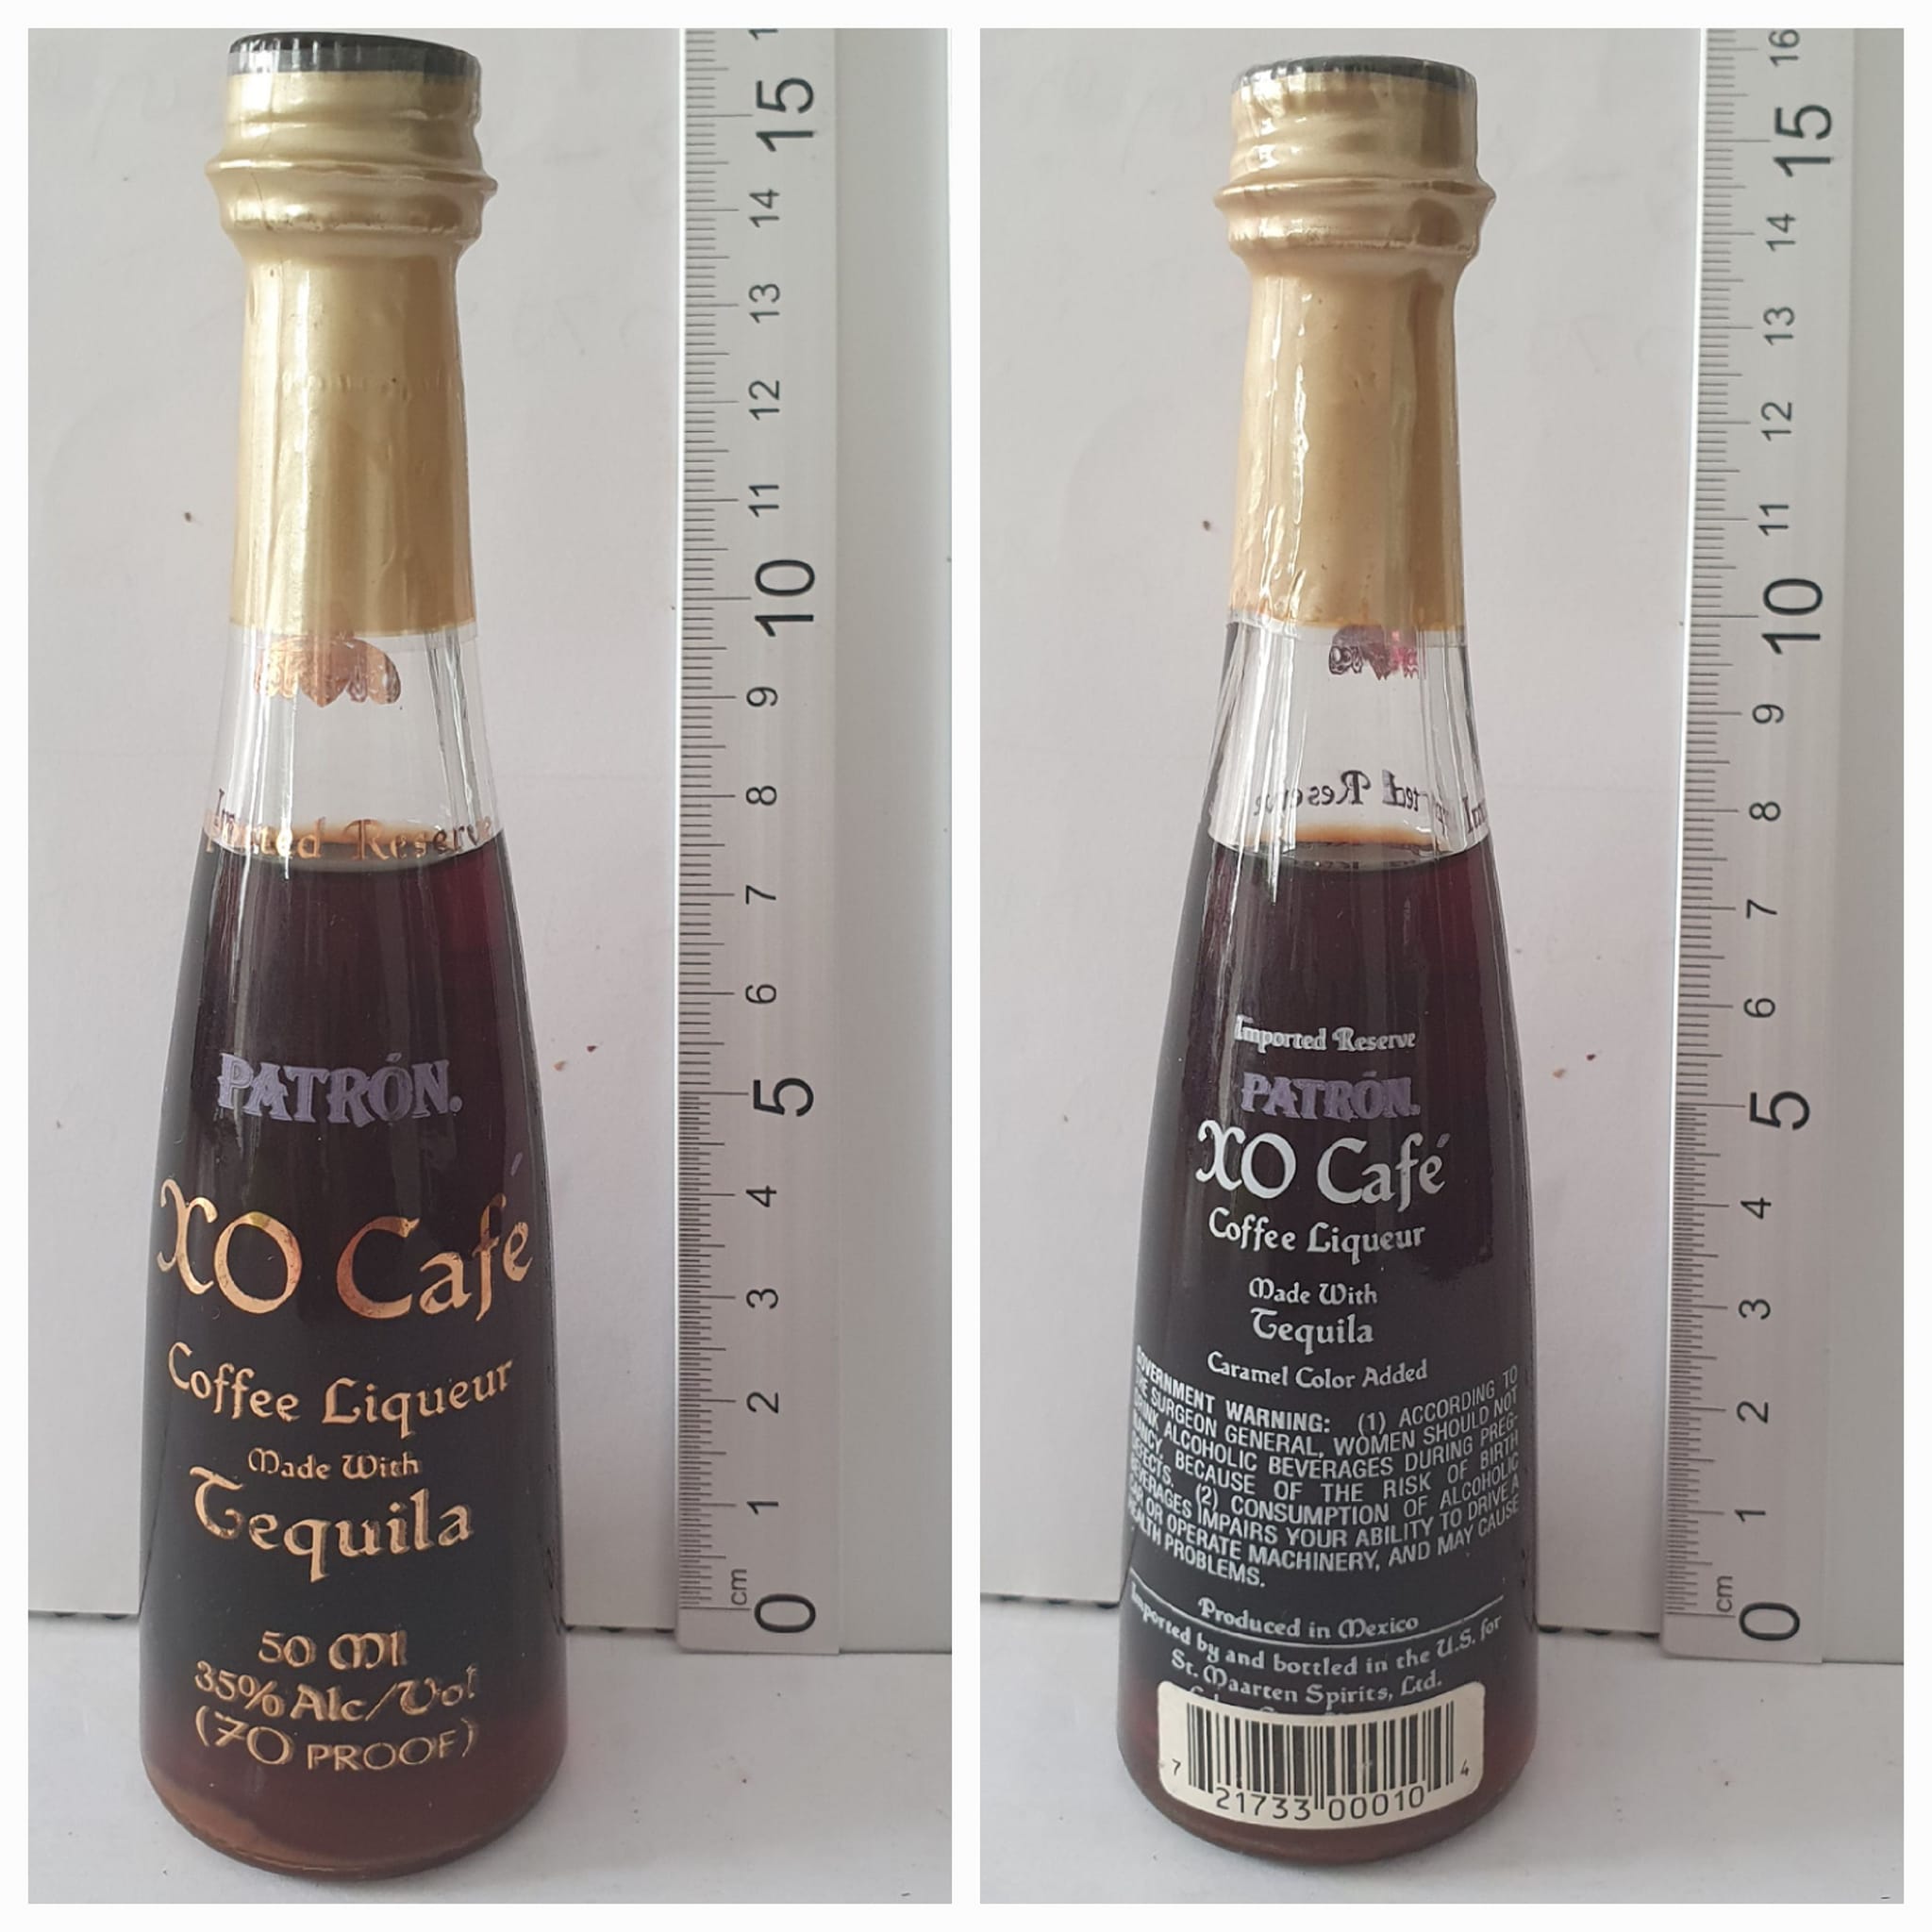 Reserve
PATRÓN.
XO Café
Coffee Liqueur
Made With
Tequila
50 Ml
35% Alc/Vol
(70 PROOF)
15
14
13
12
11
10
9
8
7
6
5
4
3
2
1
cm
0
Imported Reserve
PATRÓN.
XO Café
Coffee Liqueur
Made With
Tequila
Caramel Color Added
GOVERNMENT WARNING: (1) ACCORDING TO
THE SURGEON GENERAL, WOMEN SHOULD NOT
DRINK ALCOHOLIC BEVERAGES DURING PREG-
NANCY, BECAUSE OF THE RISK OF BIRTH
DEFECTS. (2) CONSUMPTION OF ALCOHOLIC
BEVERAGES IMPAIRS YOUR ABILITY TO DRIVE A
CAR OR OPERATE MACHINERY, AND MAY CAUSE
HEALTH PROBLEMS.
Produced in Mexico
Imported by and bottled in the U.S. for
St. Maarten Spirits, Ltd.
7 21733 00010 4
16
15
14
13
12
11
10
9
8
7
6
5
4
3
2
1
cm
0